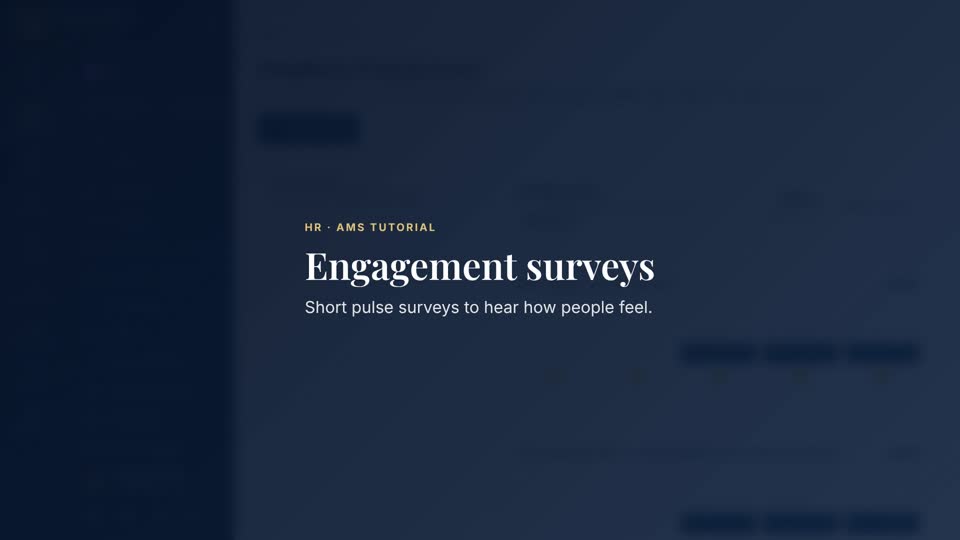 HR · AMS TUTORIAL
Engagement surveys
Short pulse surveys to hear how people feel.